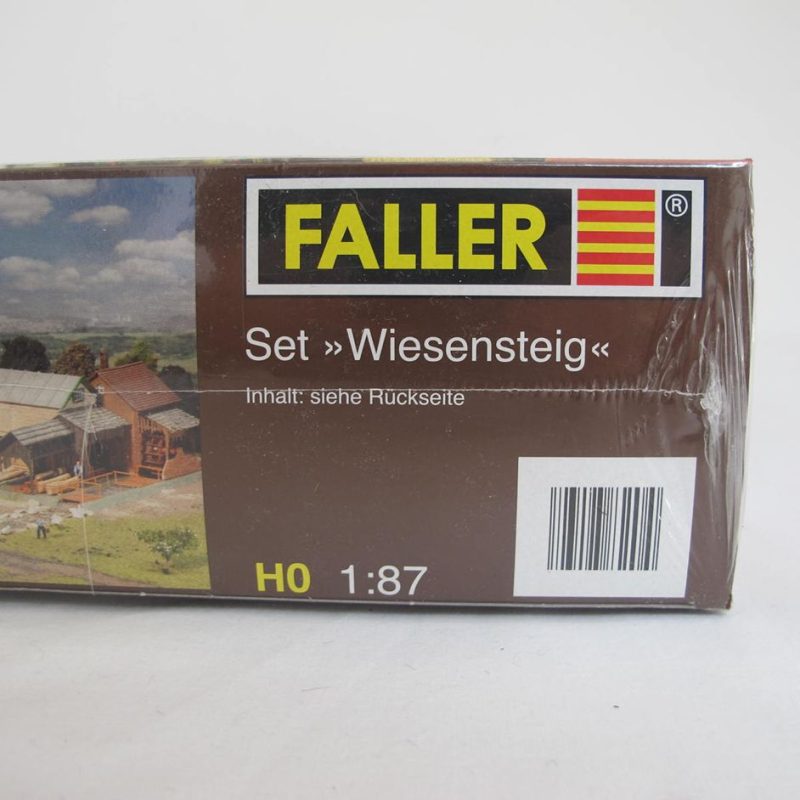 FALLER ®
Set »Wiesensteig«
Inhalt: siehe Rückseite
H0 1:87